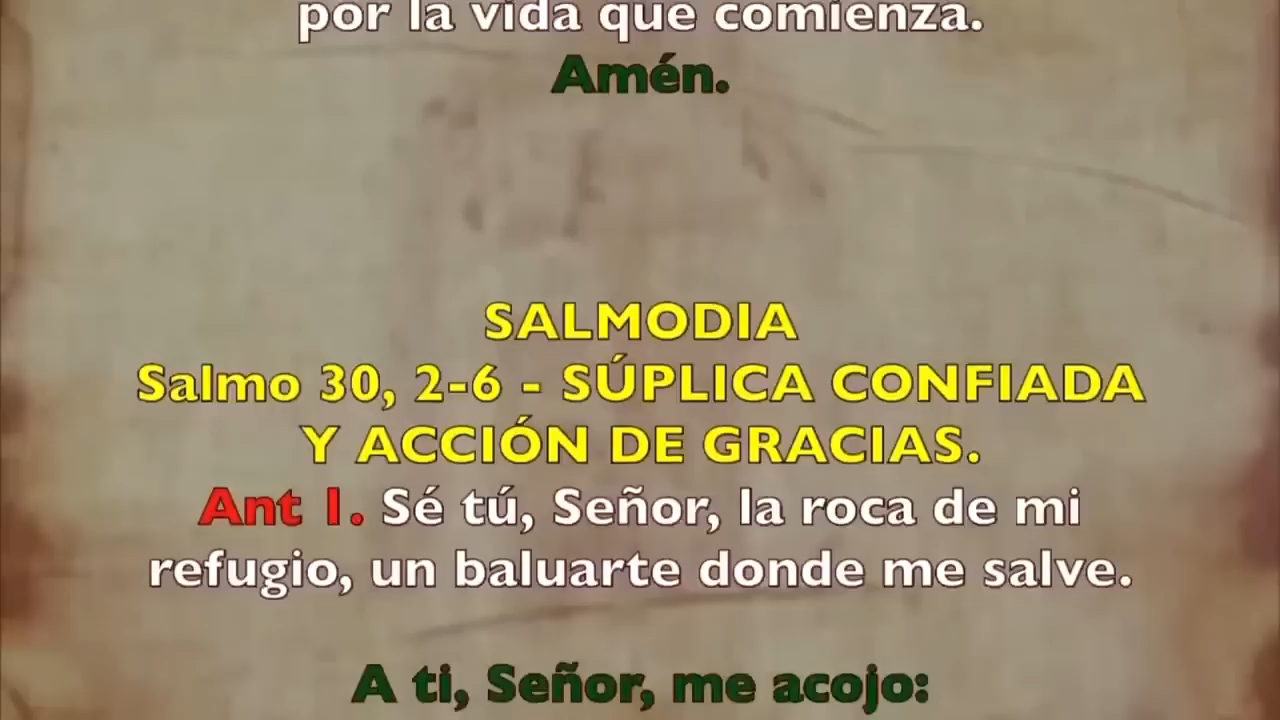 por la vida que comienza.
Amén.
SALMODIA
Salmo 30, 2-6 - SÚPLICA CONFIADA
Y ACCIÓN DE GRACIAS.
Ant 1. Sé tú, Señor, la roca de mi
refugio, un baluarte donde me salve.
A ti, Señor, me acojo: